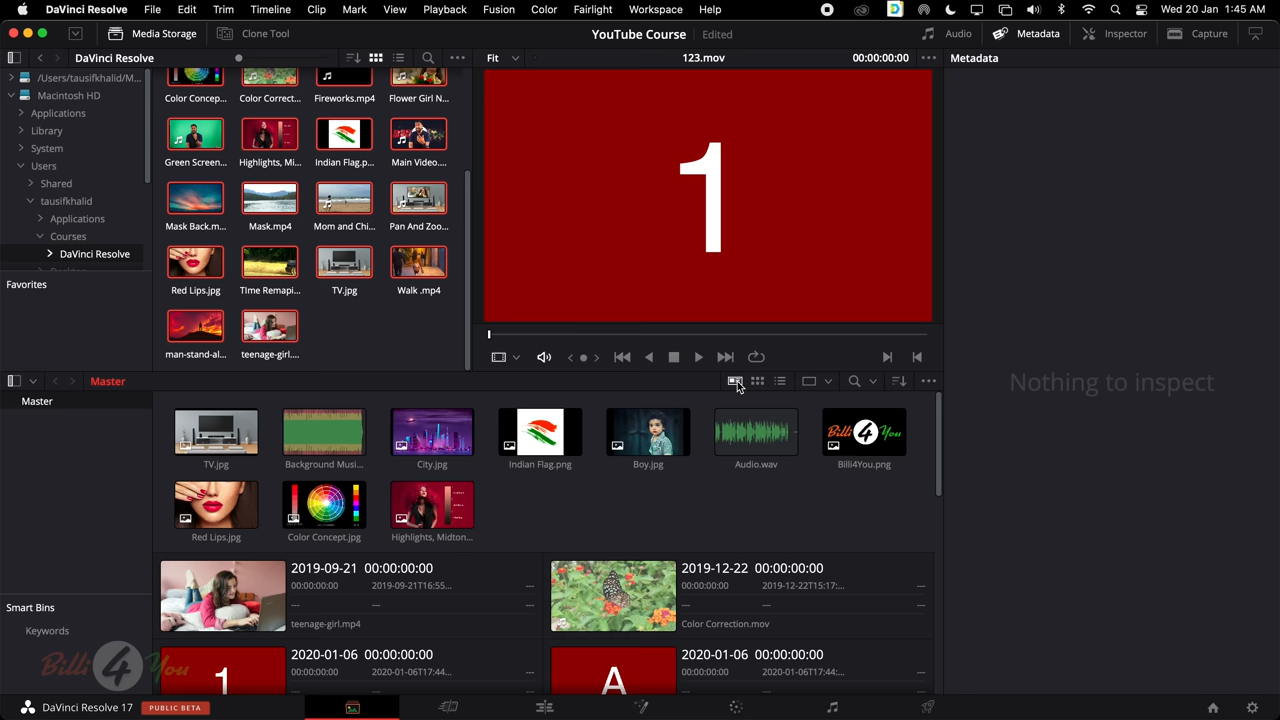 DaVinci Resolve File Edit Trim Timeline Clip Mark View Playback Fusion Color Fairlight Workspace Help Wed 20 Jan 1:45 AM
Media Storage Clone Tool YouTube Course Edited Audio Metadata Inspector Capture
DaVinci Resolve Fit 123.mov 00:00:00:00 Metadata
/Users/tausifkhalid/M...
Macintosh HD
Applications
Library
System
Users
Shared
tausifkhalid
Applications
Courses
DaVinci Resolve
Favorites
Color Concep... Color Correct... Fireworks.mp4 Flower Girl N...
Green Screen... Highlights, Mi... Indian Flag.p... Main Video....
Mask Back.m... Mask.mp4 Mom and Chi... Pan And Zoo...
Red Lips.jpg TIme Remapi... TV.jpg Walk .mp4
man-stand-al... teenage-girl....
1
Nothing to inspect
Master
Master
TV.jpg Background Musi... City.jpg Indian Flag.png Boy.jpg Audio.wav Billi4You.png
Billi4You
Red Lips.jpg Color Concept.jpg Highlights, Midton...
2019-09-21 00:00:00:00 2019-12-22 00:00:00:00
00:00:00:00 2019-09-21T16:55... --- 00:00:00:00 2019-12-22T15:17:... ---
--- --- --- --- --- ---
teenage-girl.mp4 Color Correction.mov
2020-01-06 00:00:00:00 2020-01-06 00:00:00:00
00:00:00:00 2020-01-06T17:44... --- 00:00:00:00 2020-01-06T17:44:... ---
1 A
Smart Bins
Keywords
Billi4You
DaVinci Resolve 17 PUBLIC BETA